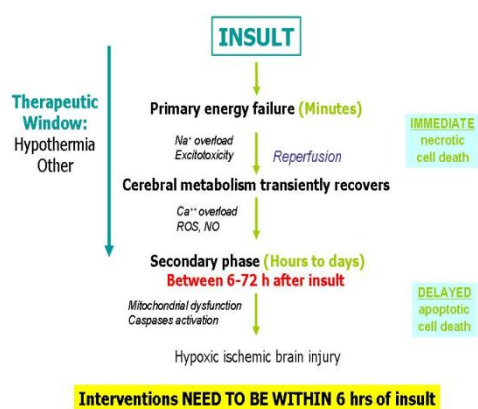 INSULT
Therapeutic
Window:
Hypothermia
Other
Primary energy failure (Minutes)
Na⁺ overload
Excitotoxicity
Reperfusion
IMMEDIATE
necrotic
cell death
Cerebral metabolism transiently recovers
Ca⁺⁺ overload
ROS, NO
Secondary phase (Hours to days)
Between 6-72 h after insult
Mitochondrial dysfunction
Caspases activation
DELAYED
apoptotic
cell death
Hypoxic ischemic brain injury
Interventions NEED TO BE WITHIN 6 hrs of insult